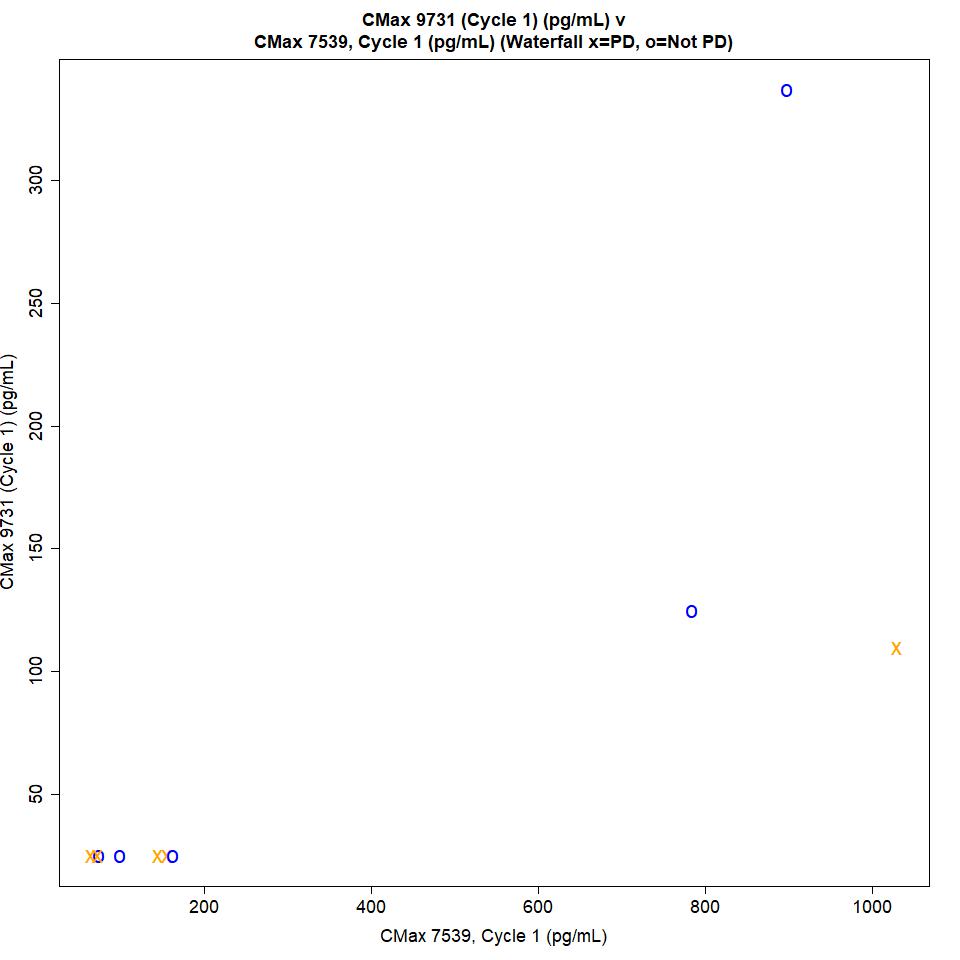 CMax 9731 (Cycle 1) (pg/mL) v
CMax 7539, Cycle 1 (pg/mL) (Waterfall x=PD, o=Not PD)
CMax 9731 (Cycle 1) (pg/mL)
300
250
200
150
100
50
O
O
X
X X O O X X O
200 400 600 800 1000
CMax 7539, Cycle 1 (pg/mL)